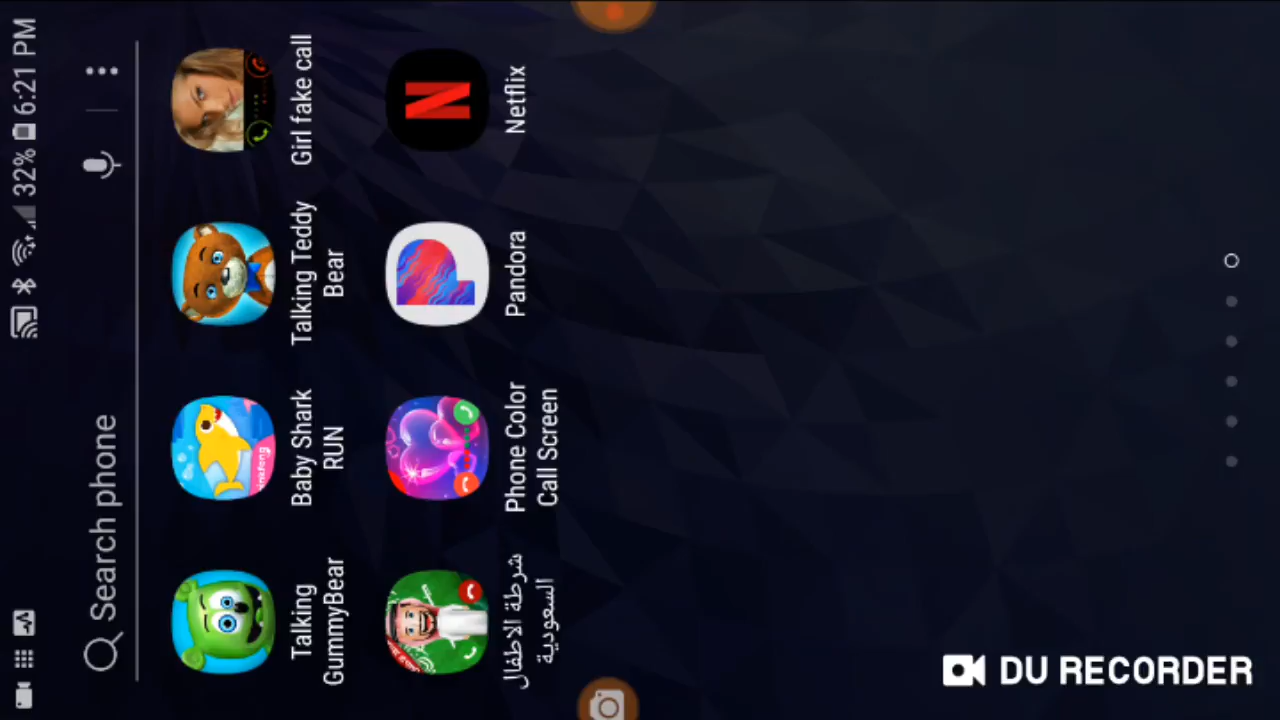 32% 6:21 PM
Search phone
Talking
GummyBear
Baby Shark
RUN
Talking Teddy
Bear
Girl fake call
شرطة الاطفال
السعودية
Phone Color
Call Screen
Pandora
Netflix
DU RECORDER